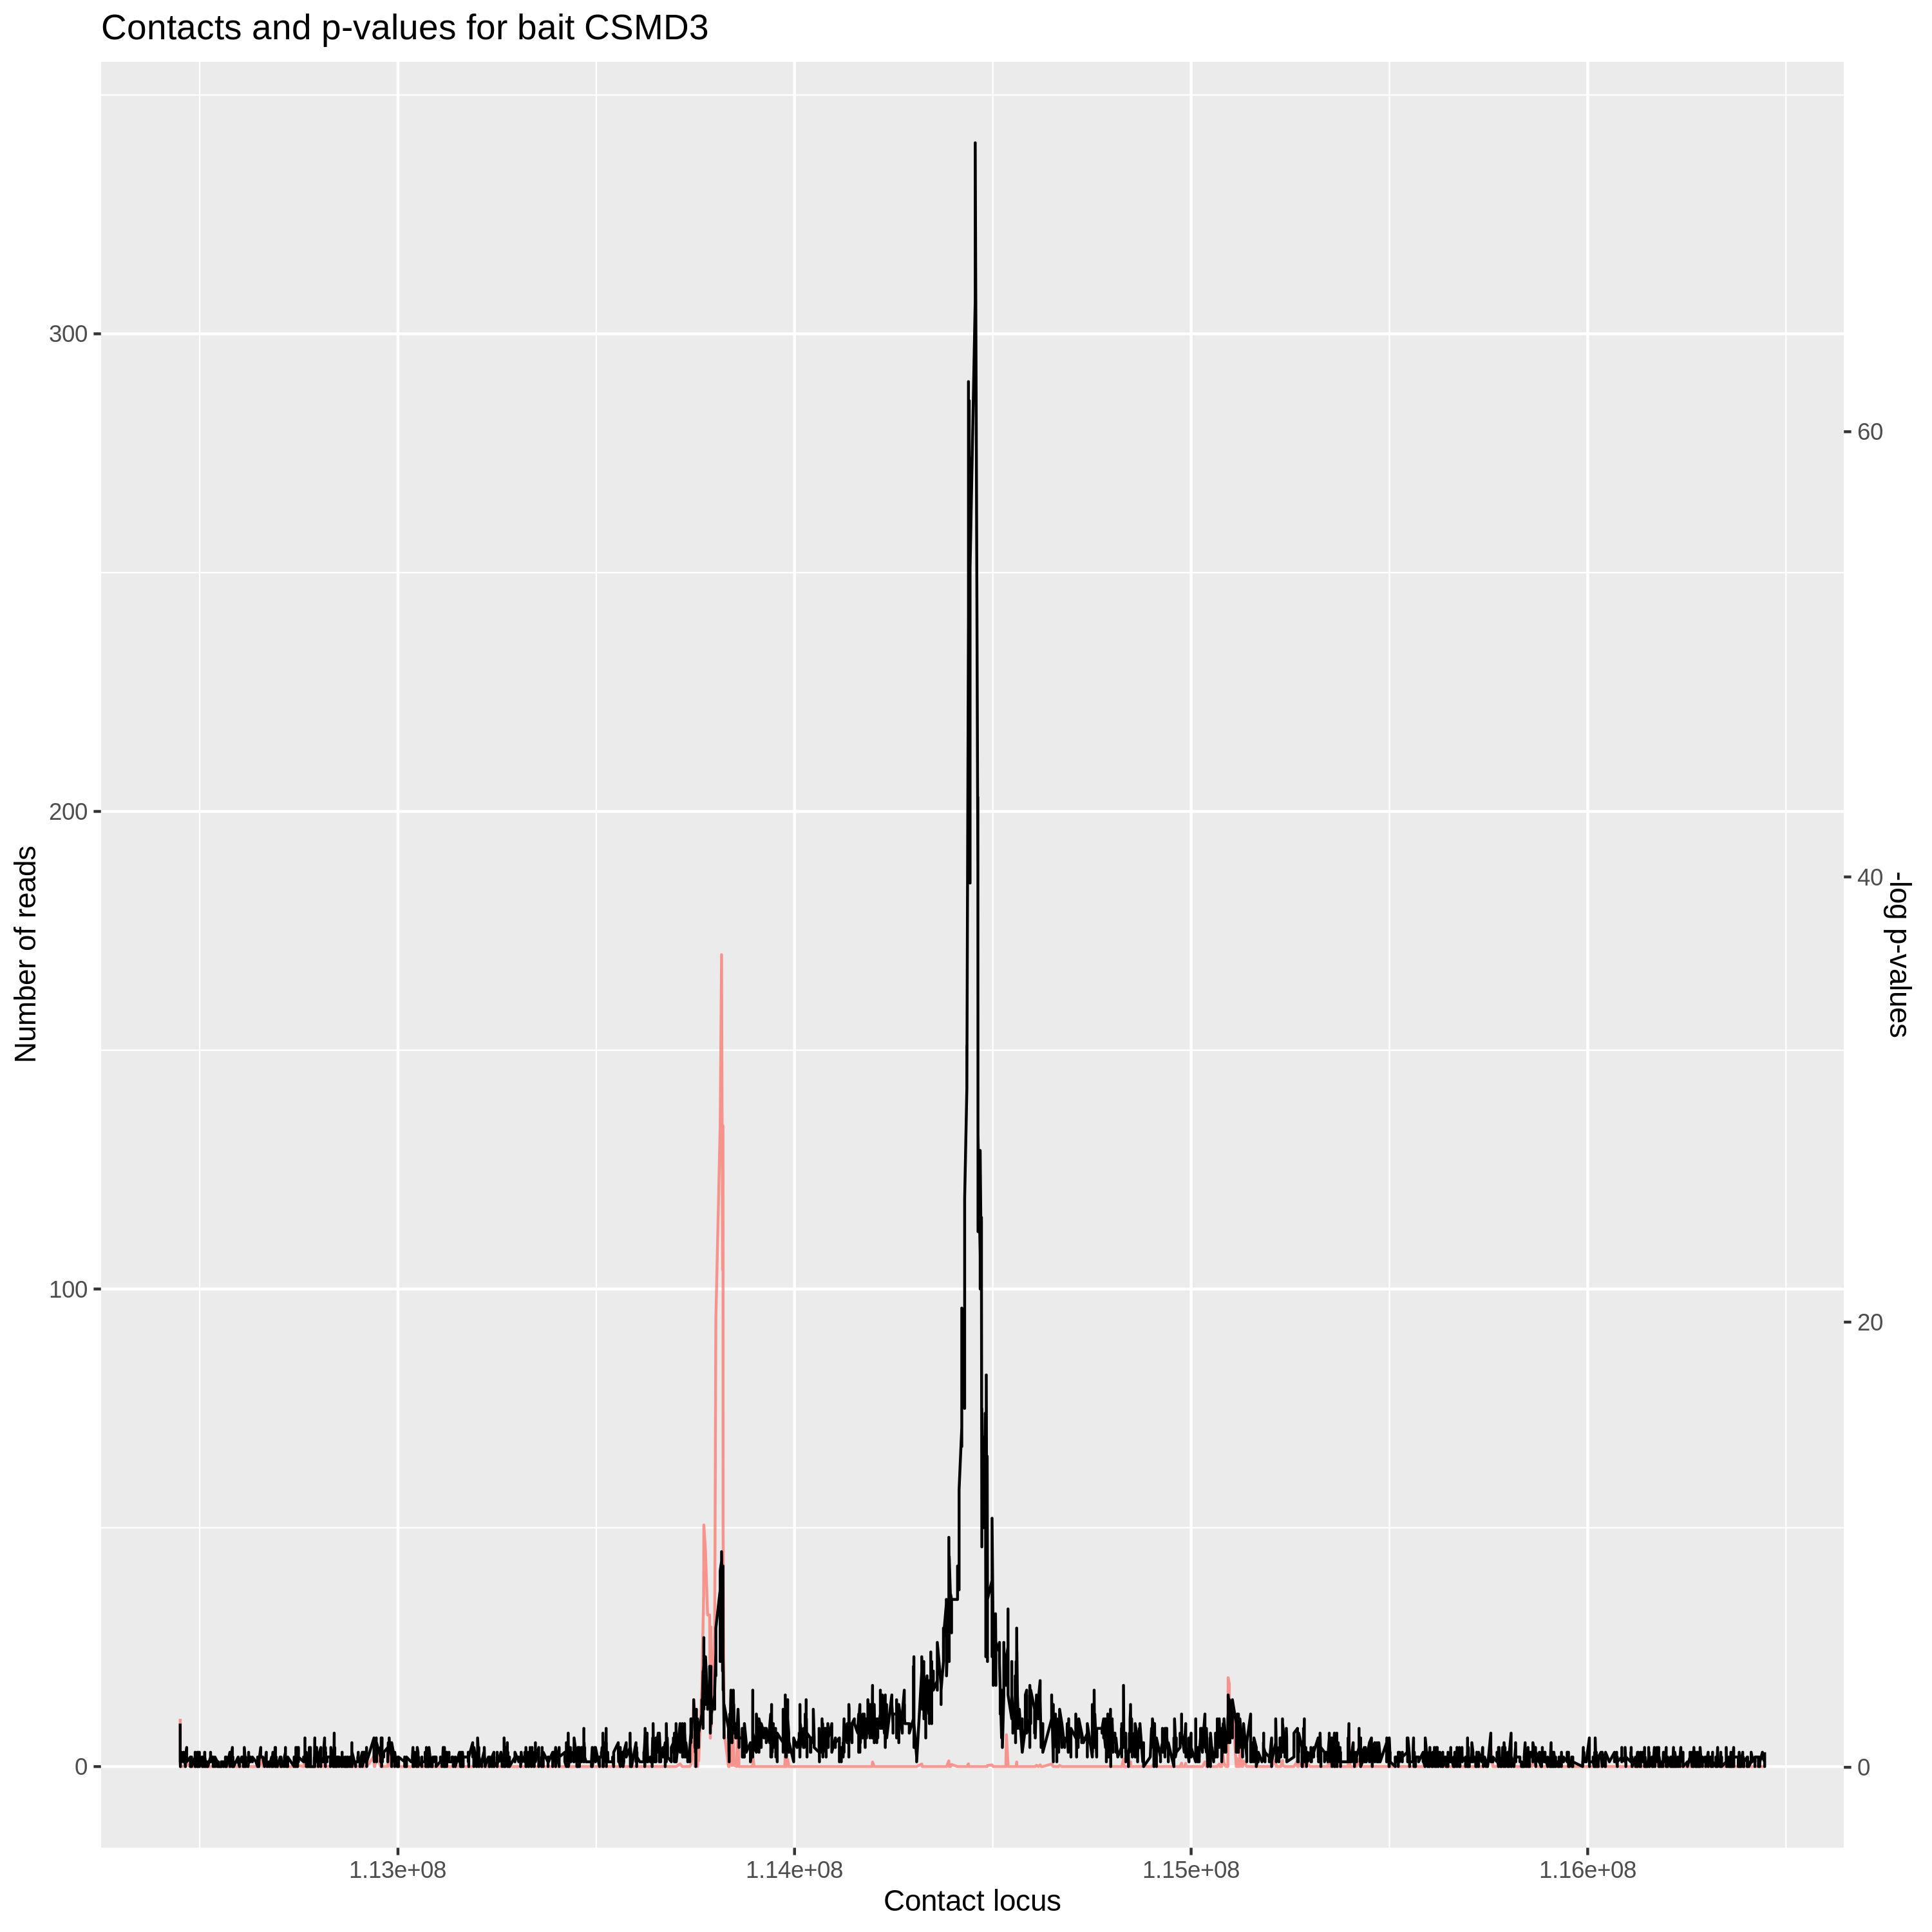 Contacts and p-values for bait CSMD3
300
200
100
0
Number of reads
60
40
20
0
-log p-values
1.13e+08 1.14e+08 1.15e+08 1.16e+08
Contact locus